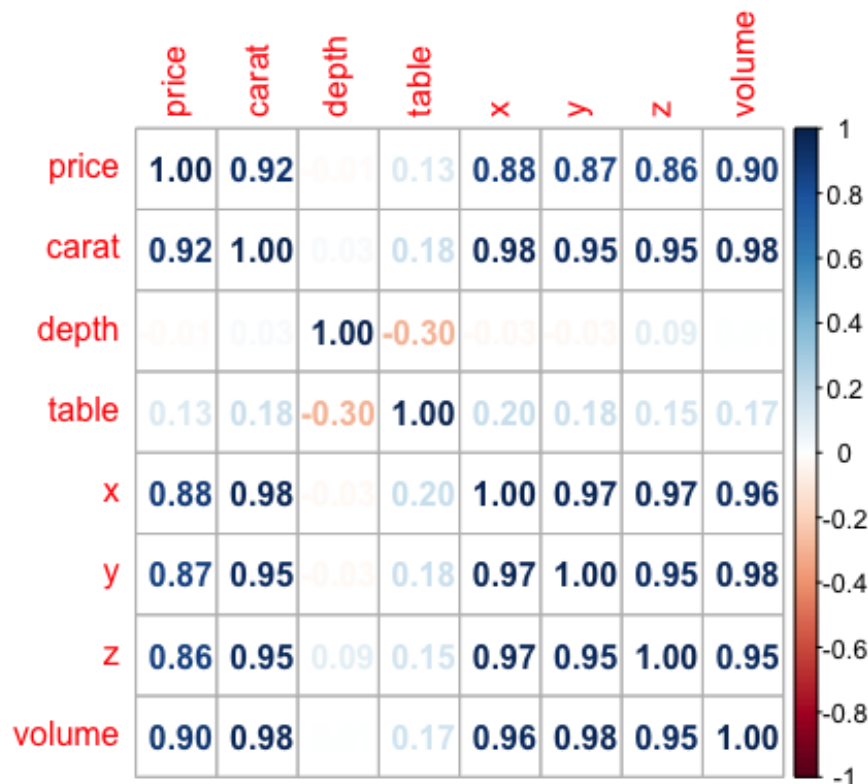 price carat depth table x y z volume
price 1.00 0.92 -0.01 0.13 0.88 0.87 0.86 0.90
carat 0.92 1.00 0.03 0.18 0.98 0.95 0.95 0.98
depth -0.01 0.03 1.00 -0.30 -0.03 -0.03 0.09
table 0.13 0.18 -0.30 1.00 0.20 0.18 0.15 0.17
x 0.88 0.98 -0.03 0.20 1.00 0.97 0.97 0.96
y 0.87 0.95 -0.03 0.18 0.97 1.00 0.95 0.98
z 0.86 0.95 0.09 0.15 0.97 0.95 1.00 0.95
volume 0.90 0.98 0.17 0.96 0.98 0.95 1.00
1
0.8
0.6
0.4
0.2
0
-0.2
-0.4
-0.6
-0.8
-1